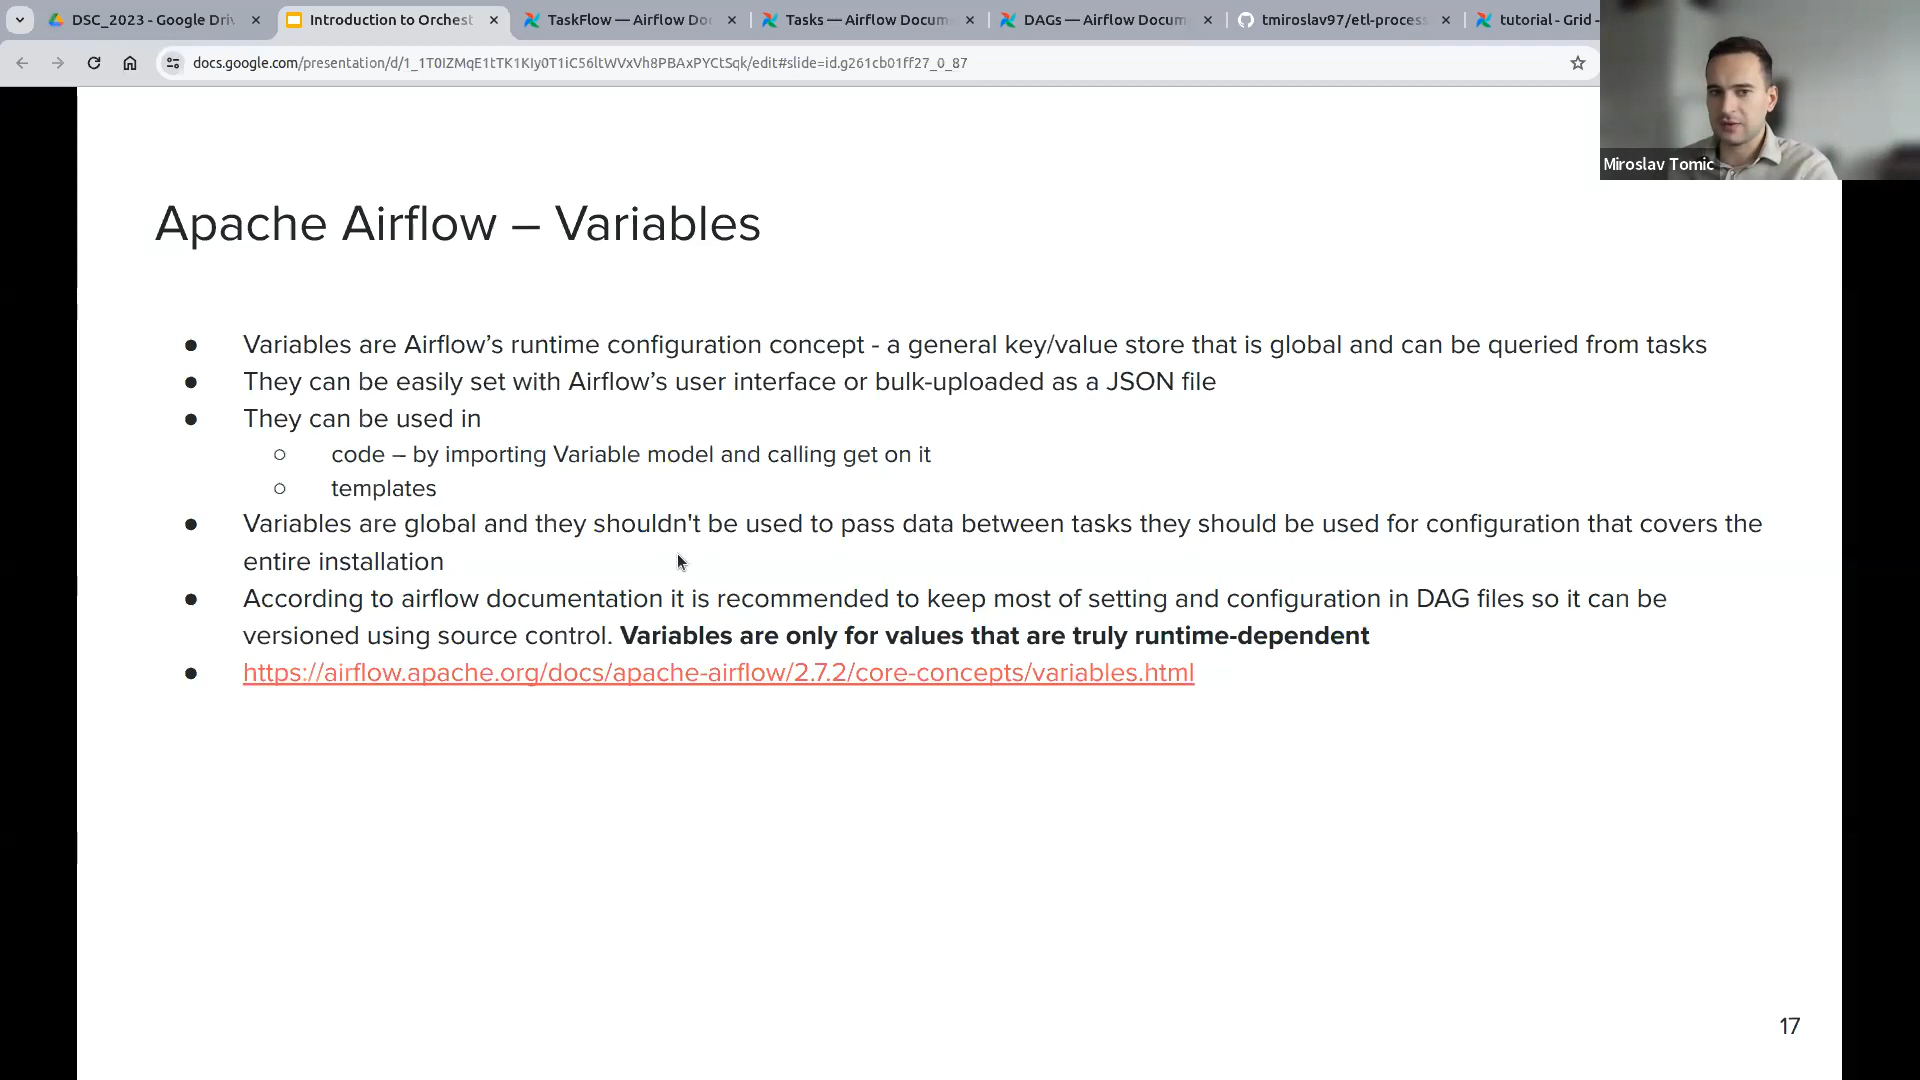 DSC_2023 - Google Driv
Introduction to Orchest
TaskFlow — Airflow Do
Tasks — Airflow Docum
DAGs — Airflow Docum
tmiroslav97/etl-process
tutorial - Grid -
docs.google.com/presentation/d/1_1T0IZMqE1tTK1KIy0T1iC56ltWVxVh8PBAxPYCtSqk/edit#slide=id.g261cb01ff27_0_87
Miroslav Tomic
Apache Airflow – Variables
● Variables are Airflow’s runtime configuration concept - a general key/value store that is global and can be queried from tasks
● They can be easily set with Airflow’s user interface or bulk-uploaded as a JSON file
● They can be used in
○ code – by importing Variable model and calling get on it
○ templates
● Variables are global and they shouldn't be used to pass data between tasks they should be used for configuration that covers the
entire installation
● According to airflow documentation it is recommended to keep most of setting and configuration in DAG files so it can be
versioned using source control. Variables are only for values that are truly runtime-dependent
● https://airflow.apache.org/docs/apache-airflow/2.7.2/core-concepts/variables.html
17